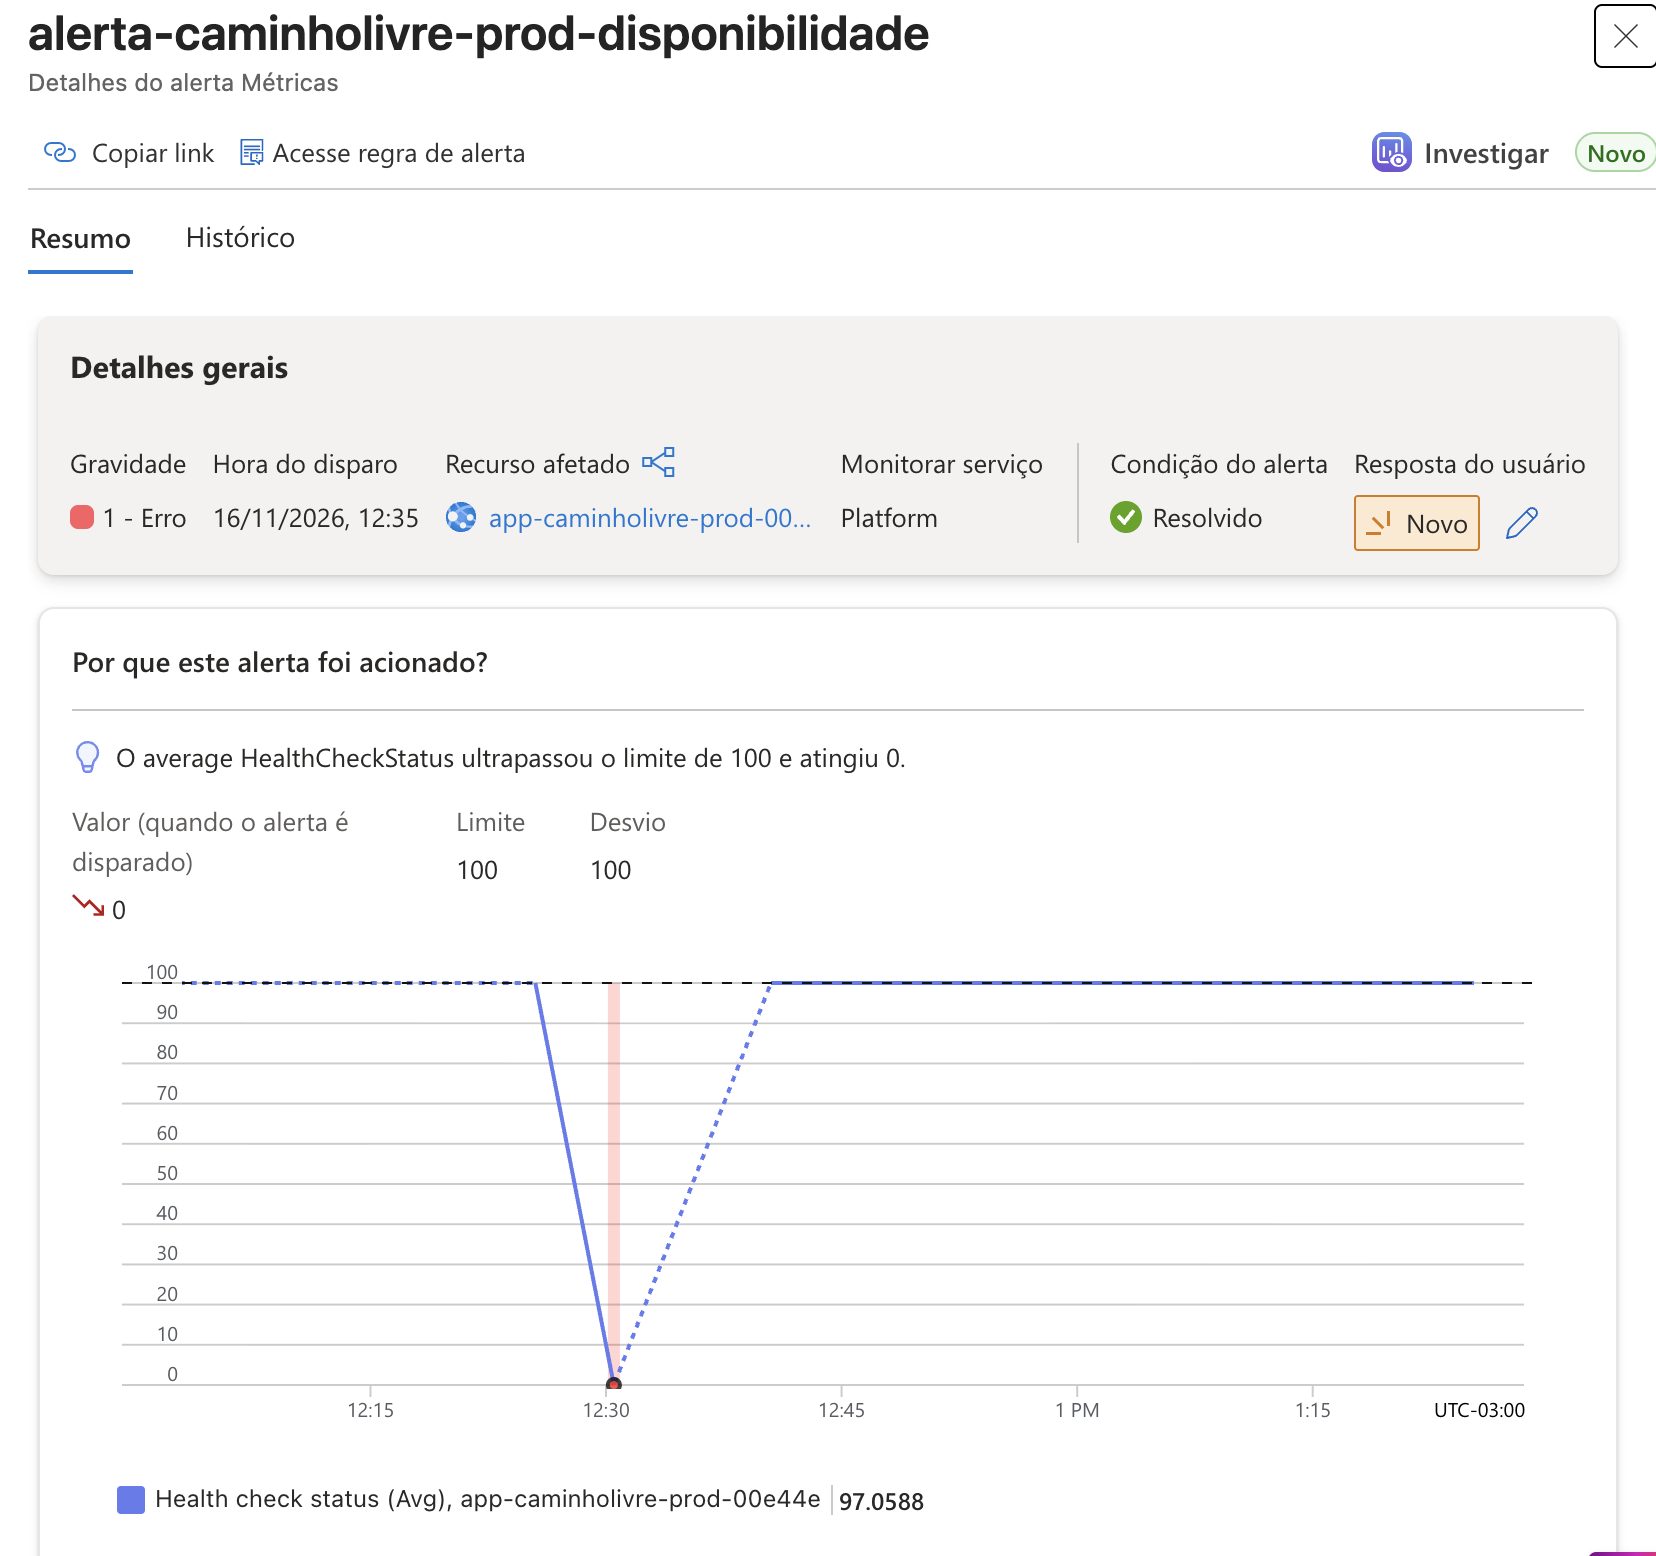 alerta-caminholivre-prod-disponibilidade
Detalhes do alerta Métricas
Copiar link
Acesse regra de alerta
Investigar
Novo
Resumo
Histórico
Detalhes gerais
Gravidade
Hora do disparo
Recurso afetado
Monitorar serviço
Condição do alerta
Resposta do usuário
1 - Erro
16/11/2026, 12:35
app-caminholivre-prod-00...
Platform
Resolvido
Novo
Por que este alerta foi acionado?
O average HealthCheckStatus ultrapassou o limite de 100 e atingiu 0.
Valor (quando o alerta é
disparado)
0
Limite
100
Desvio
100
100
90
80
70
60
50
40
30
20
10
0
12:15
12:30
12:45
1 PM
1:15
UTC-03:00
Health check status (Avg), app-caminholivre-prod-00e44e
97.0588